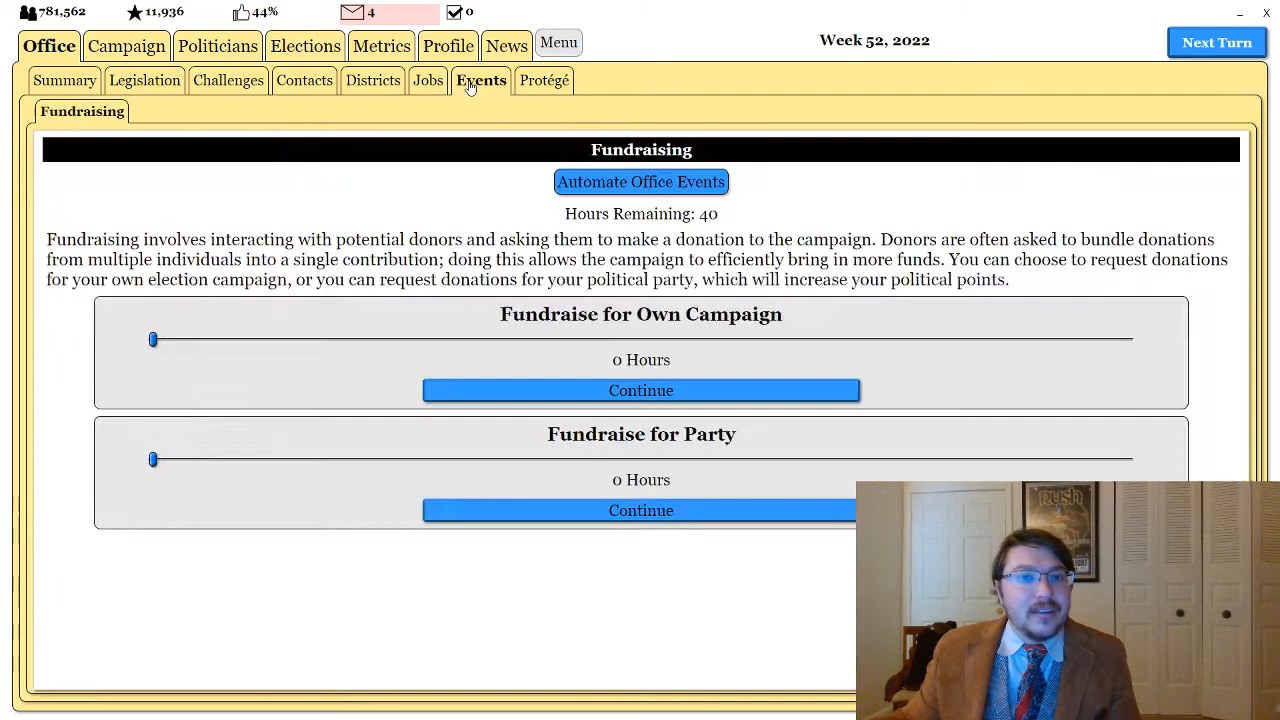 781,562 11,936 44% 4 0
_ X
Office Campaign Politicians Elections Metrics Profile News Menu Week 52, 2022 Next Turn
Summary Legislation Challenges Contacts Districts Jobs Events Protégé
Fundraising
Fundraising
Automate Office Events
Hours Remaining: 40
Fundraising involves interacting with potential donors and asking them to make a donation to the campaign. Donors are often asked to bundle donations
from multiple individuals into a single contribution; doing this allows the campaign to efficiently bring in more funds. You can choose to request donations
for your own election campaign, or you can request donations for your political party, which will increase your political points.
Fundraise for Own Campaign
0 Hours
Continue
Fundraise for Party
0 Hours
Continue
RUSH